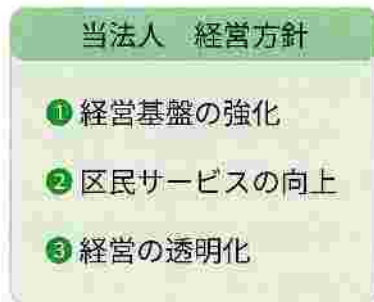 当法人　経営方針
❶ 経営基盤の強化
❷ 区民サービスの向上
❸ 経営の透明化